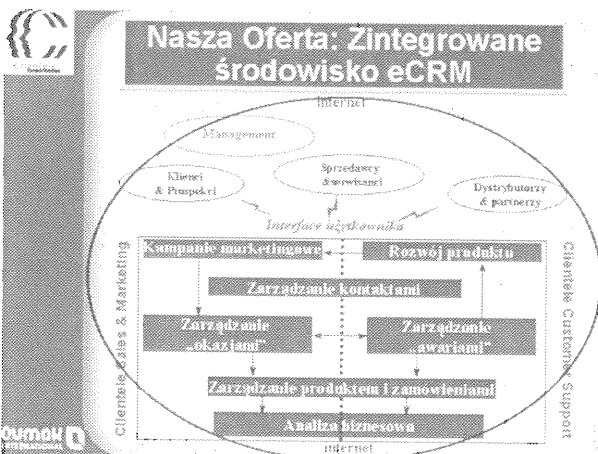 Nasza Oferta: Zintegrowane
środowisko eCRM
Internet
Management
Klienci
& Prospekci
Sprzedawcy
& serwisanci
Dystrybutorzy
& partnerzy
Interface użytkownika
Kampanie marketingowe
Rozwój produktu
Zarządzanie kontaktami
Zarządzanie
„okazjami”
Zarządzanie
„awariami”
Zarządzanie produktem i zamówieniami
Analiza biznesowa
internet
Clientele Sales & Marketing
Clientele Customer Support